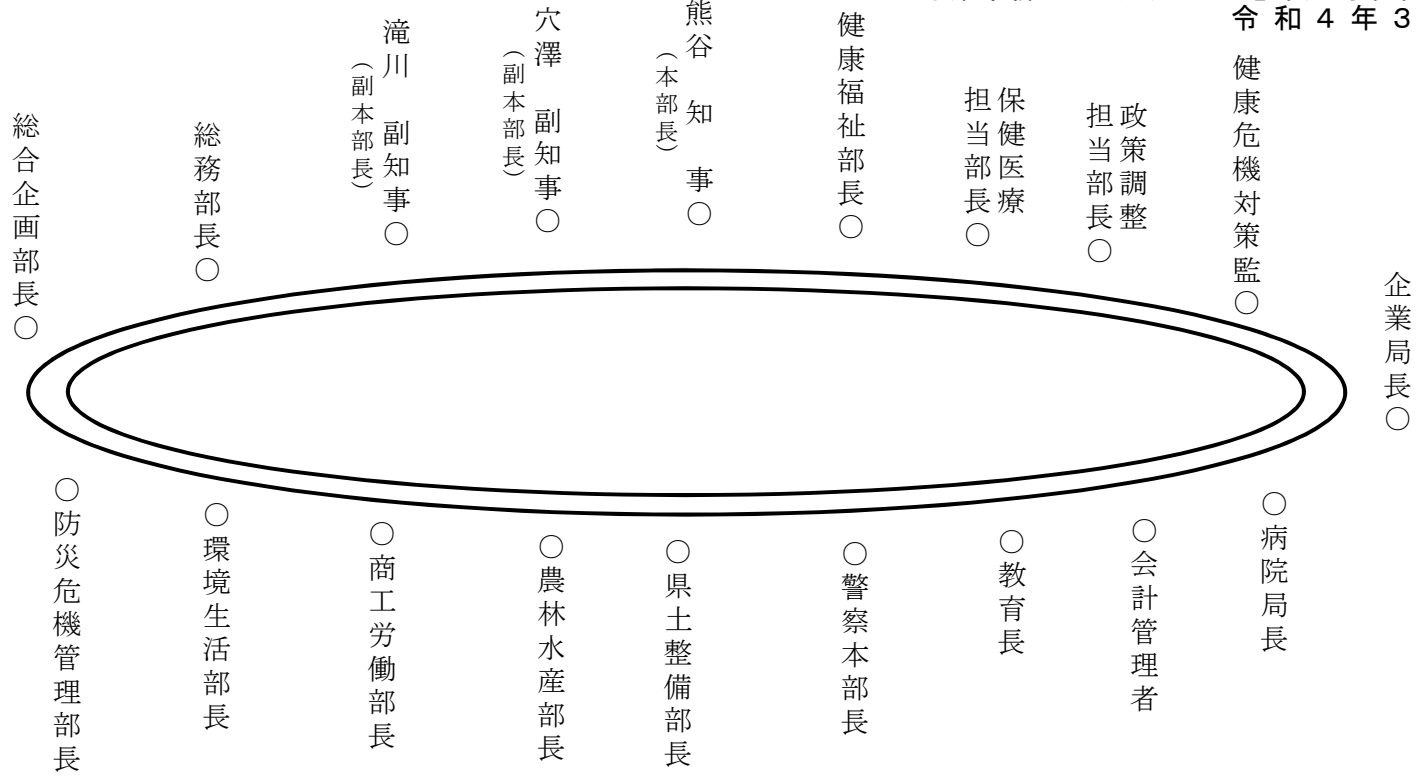 令和４年３
総合企画部長○
総務部長○
滝川 副知事○
（副本部長）
穴澤 副知事○
（副本部長）
熊谷 知 事○
（本部長）
健康福祉部長○
保健医療
担当部長○
政策調整
担当部長○
健康危機対策監○
企業局長○
○防災危機管理部長
○環境生活部長
○商工労働部長
○農林水産部長
○県土整備部長
○警察本部長
○教育長
○会計管理者
○病院局長